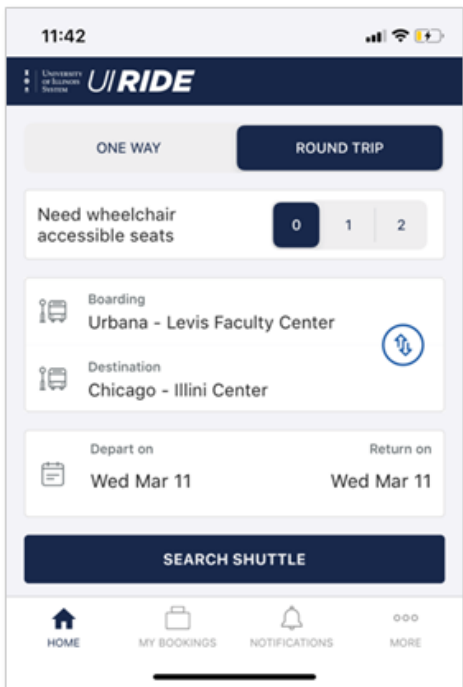 11:42
UNIVERSITY
OF ILLINOIS
SYSTEM
UI RIDE
ONE WAY ROUND TRIP
Need wheelchair
accessible seats
0 1 2
Boarding
Urbana - Levis Faculty Center
Destination
Chicago - Illini Center
Depart on Return on
Wed Mar 11 Wed Mar 11
SEARCH SHUTTLE
HOME MY BOOKINGS NOTIFICATIONS MORE